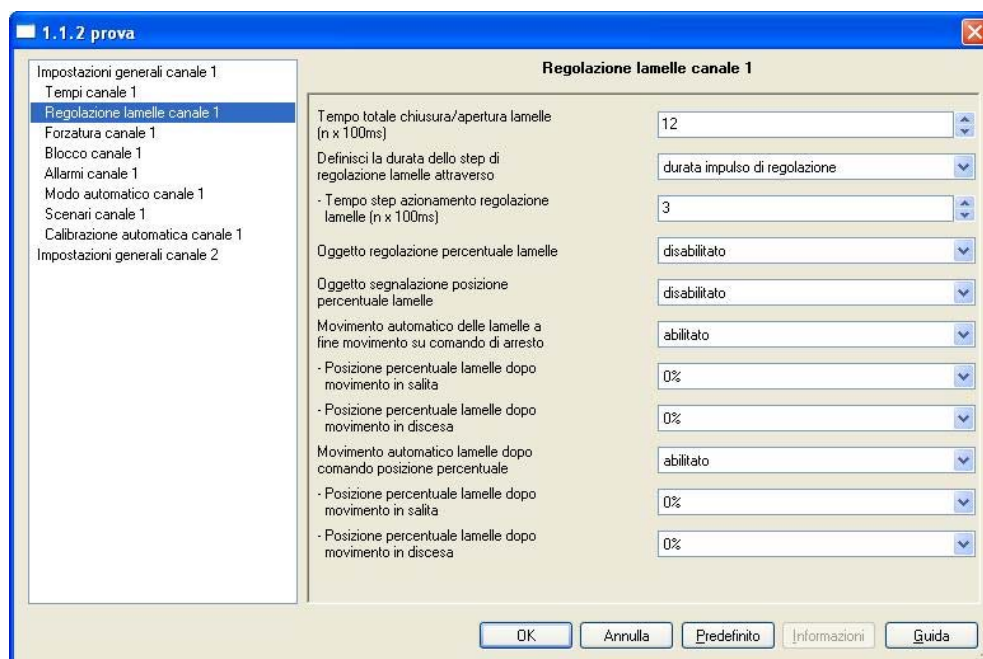 1.1.2 prova
Impostazioni generali canale 1
Tempi canale 1
Regolazione lamelle canale 1
Forzatura canale 1
Blocco canale 1
Allarmi canale 1
Modo automatico canale 1
Scenari canale 1
Calibrazione automatica canale 1
Impostazioni generali canale 2
Regolazione lamelle canale 1
Tempo totale chiusura/apertura lamelle
(n x 100ms)
12
Definisci la durata dello step di
regolazione lamelle attraverso
durata impulso di regolazione
- Tempo step azionamento regolazione
lamelle (n x 100ms)
3
Oggetto regolazione percentuale lamelle
disabilitato
Oggetto segnalazione posizione
percentuale lamelle
disabilitato
Movimento automatico delle lamelle a
fine movimento su comando di arresto
abilitato
- Posizione percentuale lamelle dopo
movimento in salita
0%
- Posizione percentuale lamelle dopo
movimento in discesa
0%
Movimento automatico lamelle dopo
comando posizione percentuale
abilitato
- Posizione percentuale lamelle dopo
movimento in salita
0%
- Posizione percentuale lamelle dopo
movimento in discesa
0%
OK
Annulla
Predefinito
Informazioni
Guida